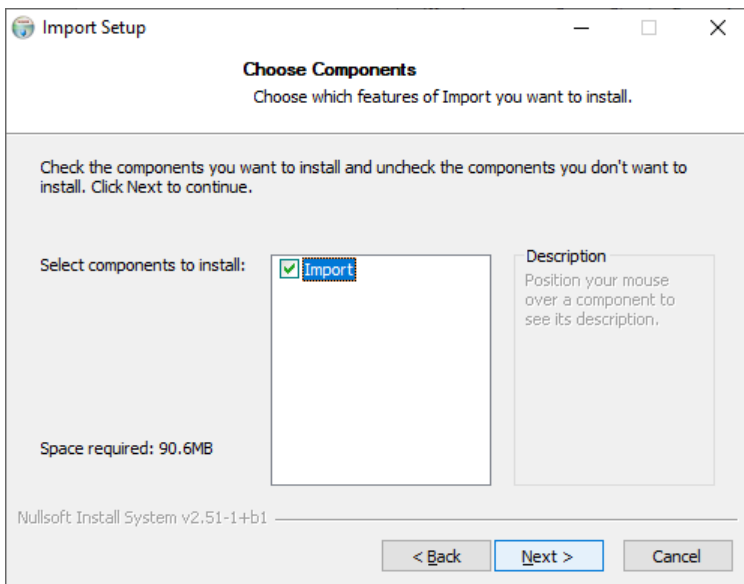 Import Setup
Choose Components
Choose which features of Import you want to install.
Check the components you want to install and uncheck the components you don't want to
install. Click Next to continue.
Select components to install:
Import
Description
Position your mouse
over a component to
see its description.
Space required: 90.6MB
Nullsoft Install System v2.51-1+b1
< Back
Next >
Cancel